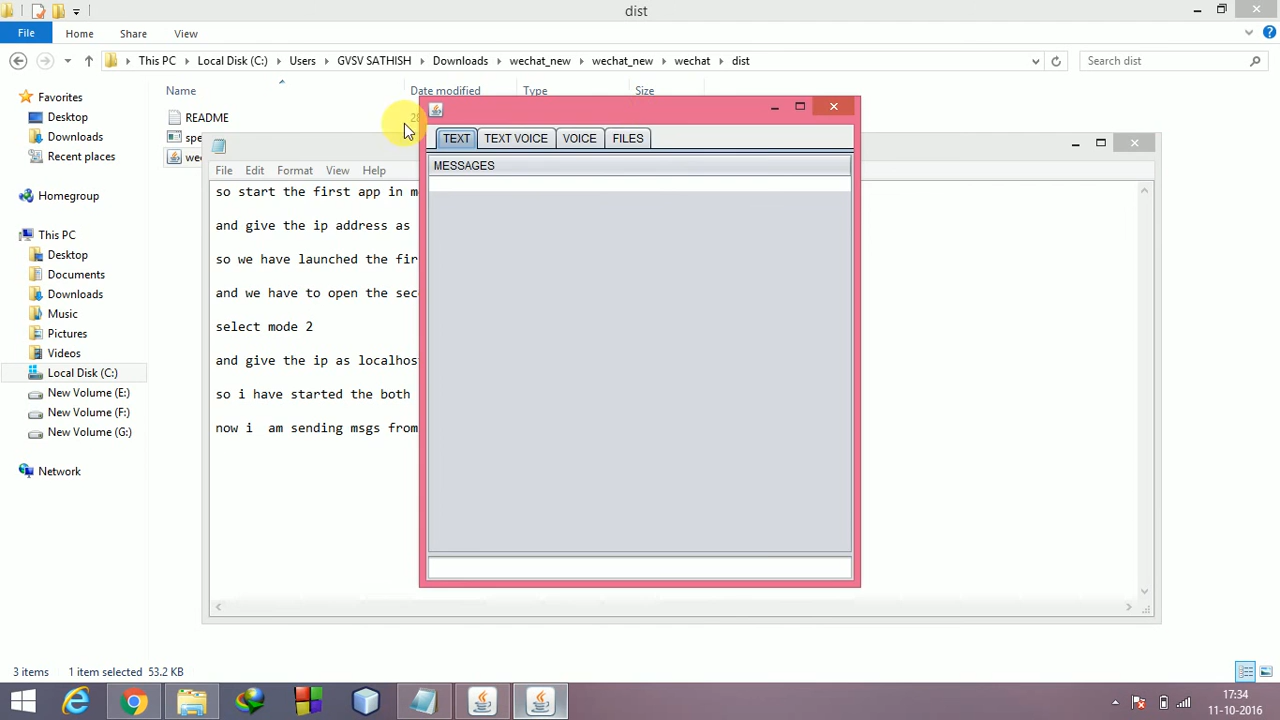 dist
File Home Share View
This PC Local Disk (C:) Users GVSV SATHISH Downloads wechat_new wechat_new wechat dist
Search dist
Name Date modified Type Size
Favorites
Desktop
Downloads
Recent places
Homegroup
This PC
Desktop
Documents
Downloads
Music
Pictures
Videos
Local Disk (C:)
New Volume (E:)
New Volume (F:)
New Volume (G:)
Network
README
File Edit Format View Help
so start the first app in
and give the ip address as
so we have launched the
and we have to open the
select mode 2
and give the ip as localhost
so i have started the both
now i am sending msgs from
TEXT TEXT VOICE VOICE FILES
MESSAGES
3 items 1 item selected 53.2 KB
17:34
11-10-2016